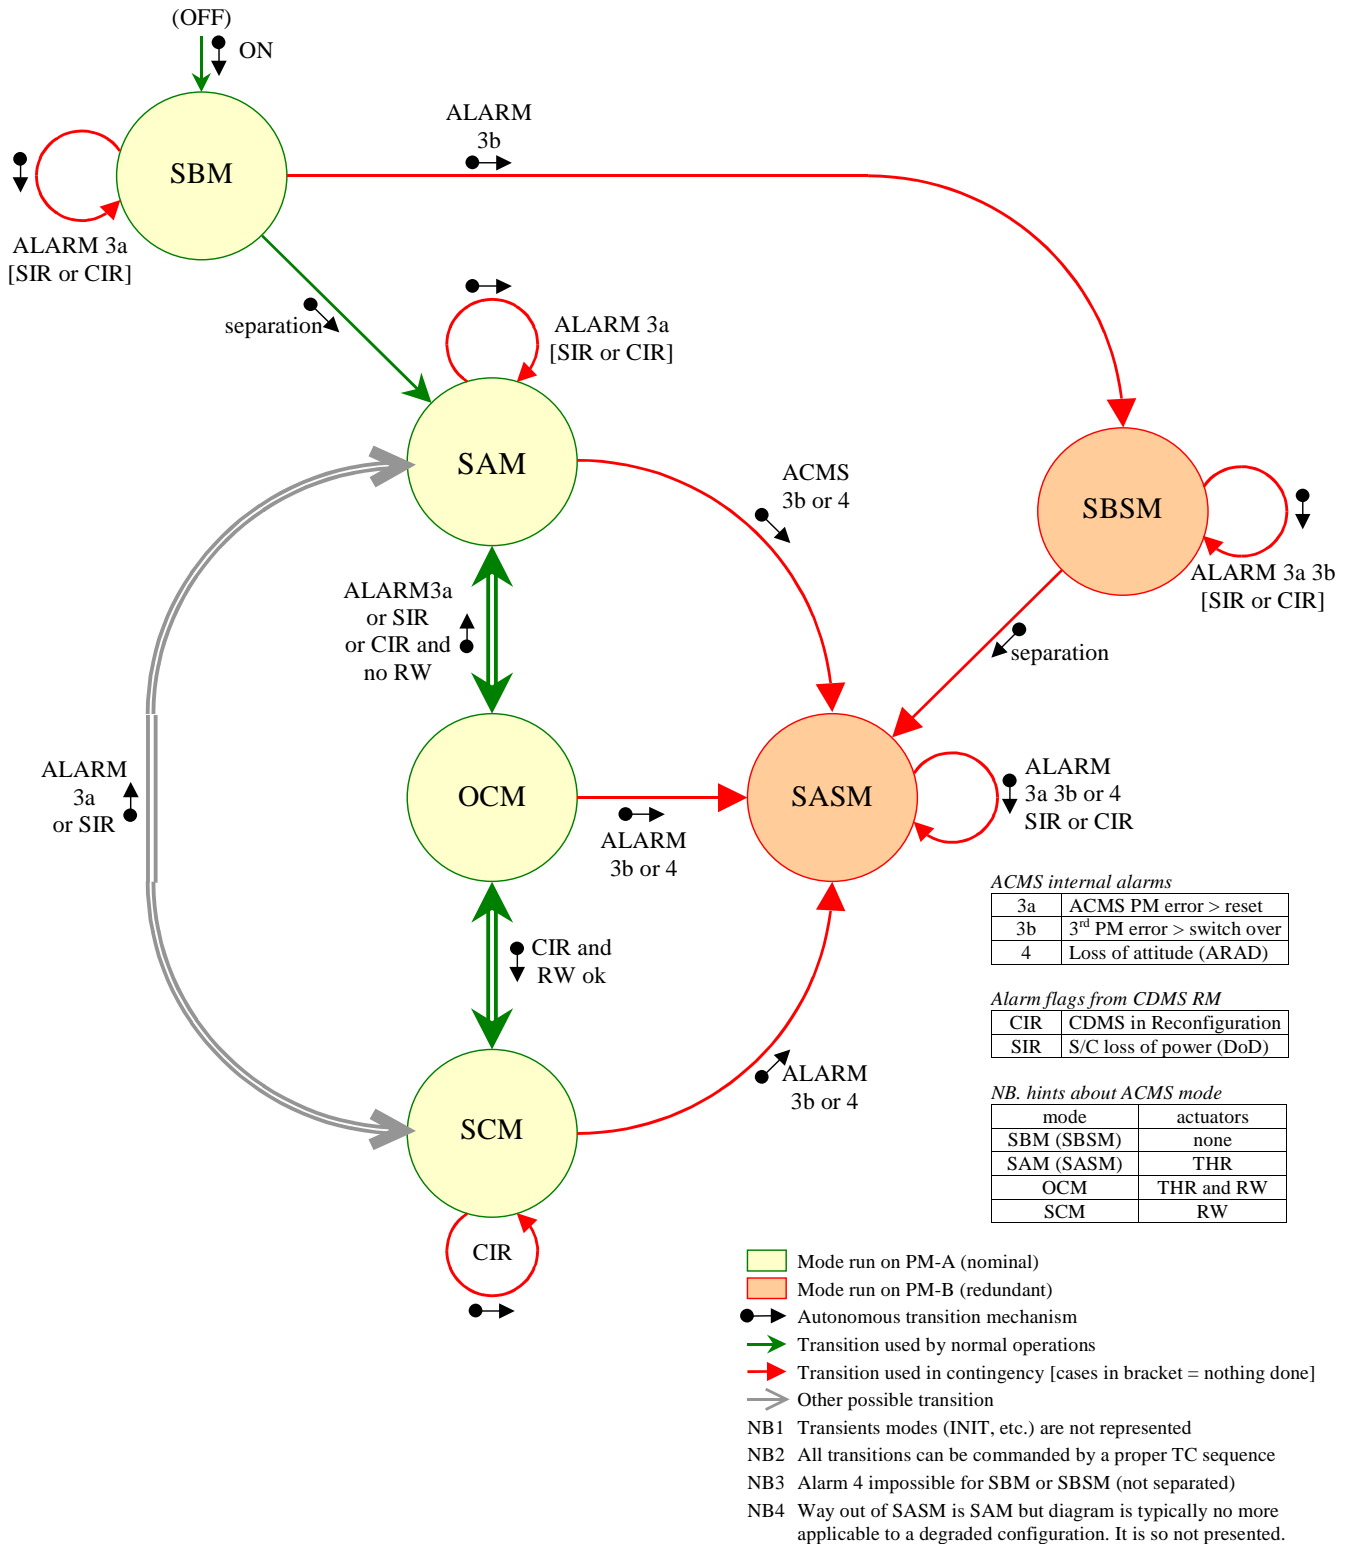 (OFF)
ON
SBM
ALARM
3b
ALARM 3a
[SIR or CIR]
separation
ALARM 3a
[SIR or CIR]
SAM
ACMS
3b or 4
SBSM
ALARM 3a 3b
[SIR or CIR]
separation
ALARM3a
or SIR
or CIR and
no RW
ALARM
3a
or SIR
OCM
ALARM
3b or 4
SASM
ALARM
3a 3b or 4
SIR or CIR
CIR and
RW ok
SCM
ALARM
3b or 4
CIR
ACMS internal alarms
3a ACMS PM error > reset
3b 3rd PM error > switch over
4 Loss of attitude (ARAD)
Alarm flags from CDMS RM
CIR CDMS in Reconfiguration
SIR S/C loss of power (DoD)
NB. hints about ACMS mode
mode actuators
SBM (SBSM) none
SAM (SASM) THR
OCM THR and RW
SCM RW
Mode run on PM-A (nominal)
Mode run on PM-B (redundant)
Autonomous transition mechanism
Transition used by normal operations
Transition used in contingency [cases in bracket = nothing done]
Other possible transition
NB1 Transients modes (INIT, etc.) are not represented
NB2 All transitions can be commanded by a proper TC sequence
NB3 Alarm 4 impossible for SBM or SBSM (not separated)
NB4 Way out of SASM is SAM but diagram is typically no more
applicable to a degraded configuration. It is so not presented.